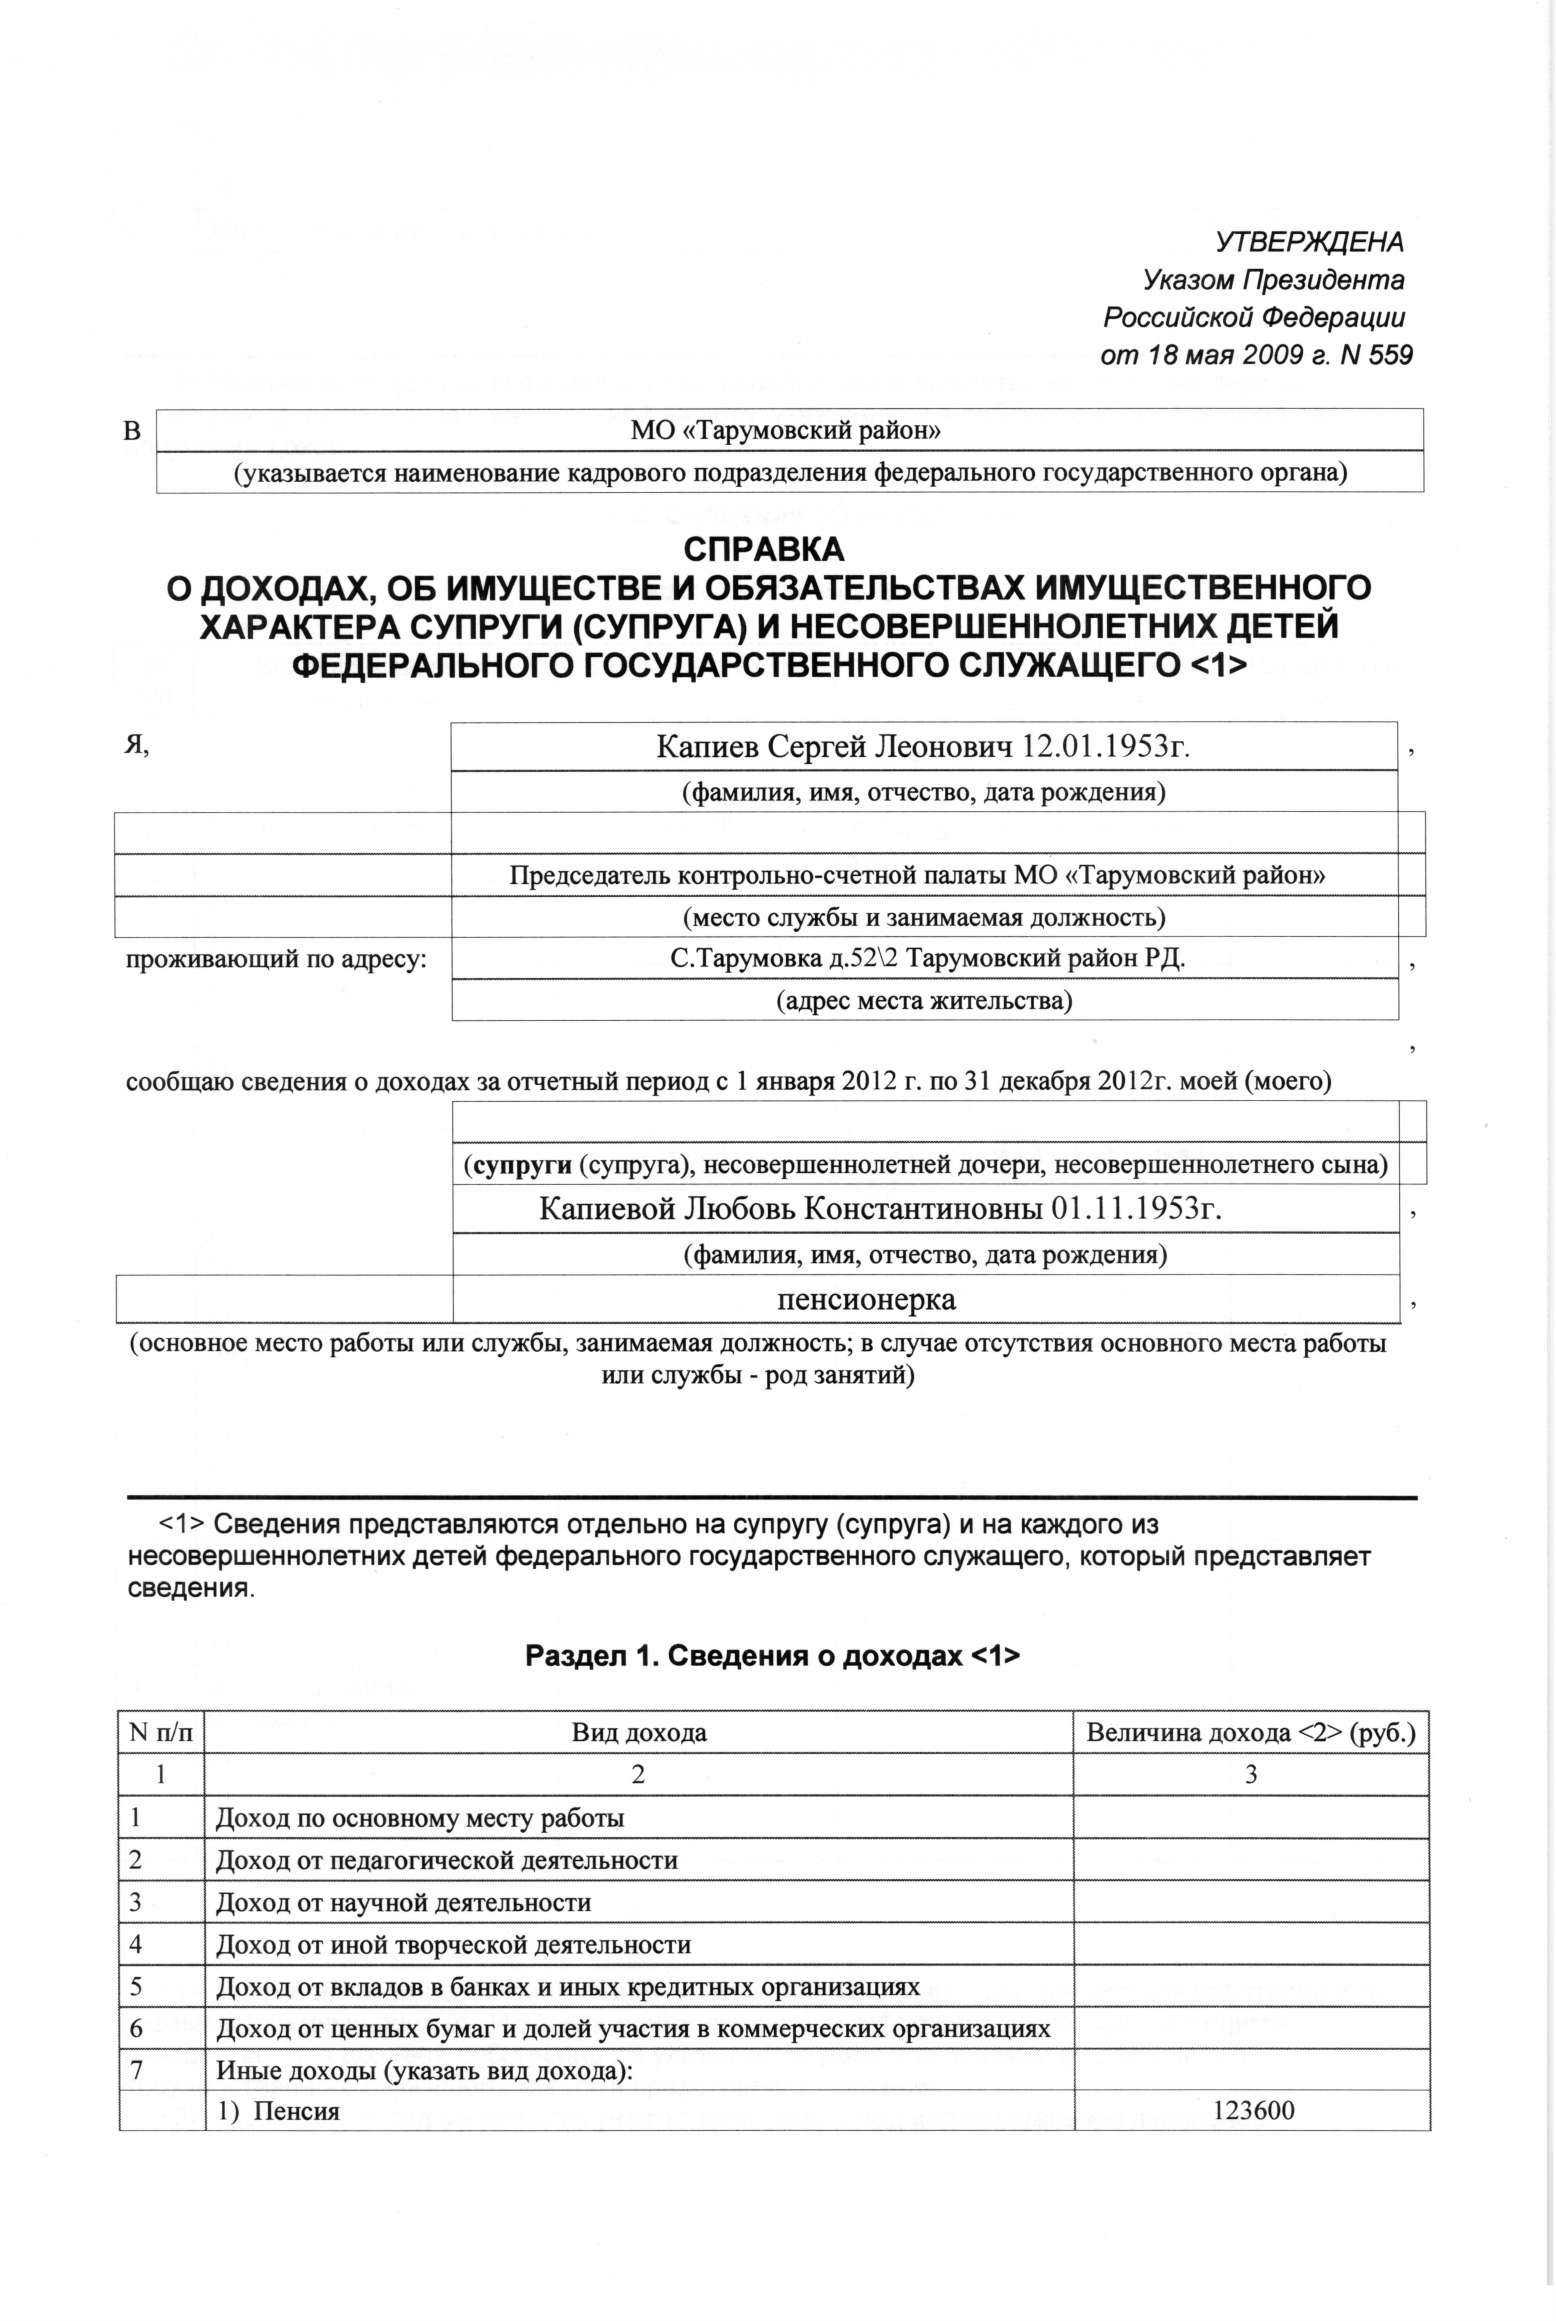 УТВЕРЖДЕНА
Указом Президента
Российской Федерации
от 18 мая 2009 г. N 559
В МО «Тарумовский район»
(указывается наименование кадрового подразделения федерального государственного органа)
СПРАВКА
О ДОХОДАХ, ОБ ИМУЩЕСТВЕ И ОБЯЗАТЕЛЬСТВАХ ИМУЩЕСТВЕННОГО
ХАРАКТЕРА СУПРУГИ (СУПРУГА) И НЕСОВЕРШЕННОЛЕТНИХ ДЕТЕЙ
ФЕДЕРАЛЬНОГО ГОСУДАРСТВЕННОГО СЛУЖАЩЕГО <1>
Я, Капиев Сергей Леонович 12.01.1953г. ,
(фамилия, имя, отчество, дата рождения)
Председатель контрольно-счетной палаты МО «Тарумовский район»
(место службы и занимаемая должность)
проживающий по адресу: С.Тарумовка д.52\2 Тарумовский район РД. ,
(адрес места жительства)
,
сообщаю сведения о доходах за отчетный период с 1 января 2012 г. по 31 декабря 2012г. моей (моего)
(супруги (супруга), несовершеннолетней дочери, несовершеннолетнего сына)
Капиевой Любовь Константиновны 01.11.1953г. ,
(фамилия, имя, отчество, дата рождения)
пенсионерка ,
(основное место работы или службы, занимаемая должность; в случае отсутствия основного места работы
или службы - род занятий)
<1> Сведения представляются отдельно на супругу (супруга) и на каждого из
несовершеннолетних детей федерального государственного служащего, который представляет
сведения.
Раздел 1. Сведения о доходах <1>
N п/п Вид дохода Величина дохода <2> (руб.)
1 2 3
1 Доход по основному месту работы
2 Доход от педагогической деятельности
3 Доход от научной деятельности
4 Доход от иной творческой деятельности
5 Доход от вкладов в банках и иных кредитных организациях
6 Доход от ценных бумаг и долей участия в коммерческих организациях
7 Иные доходы (указать вид дохода):
1) Пенсия 123600